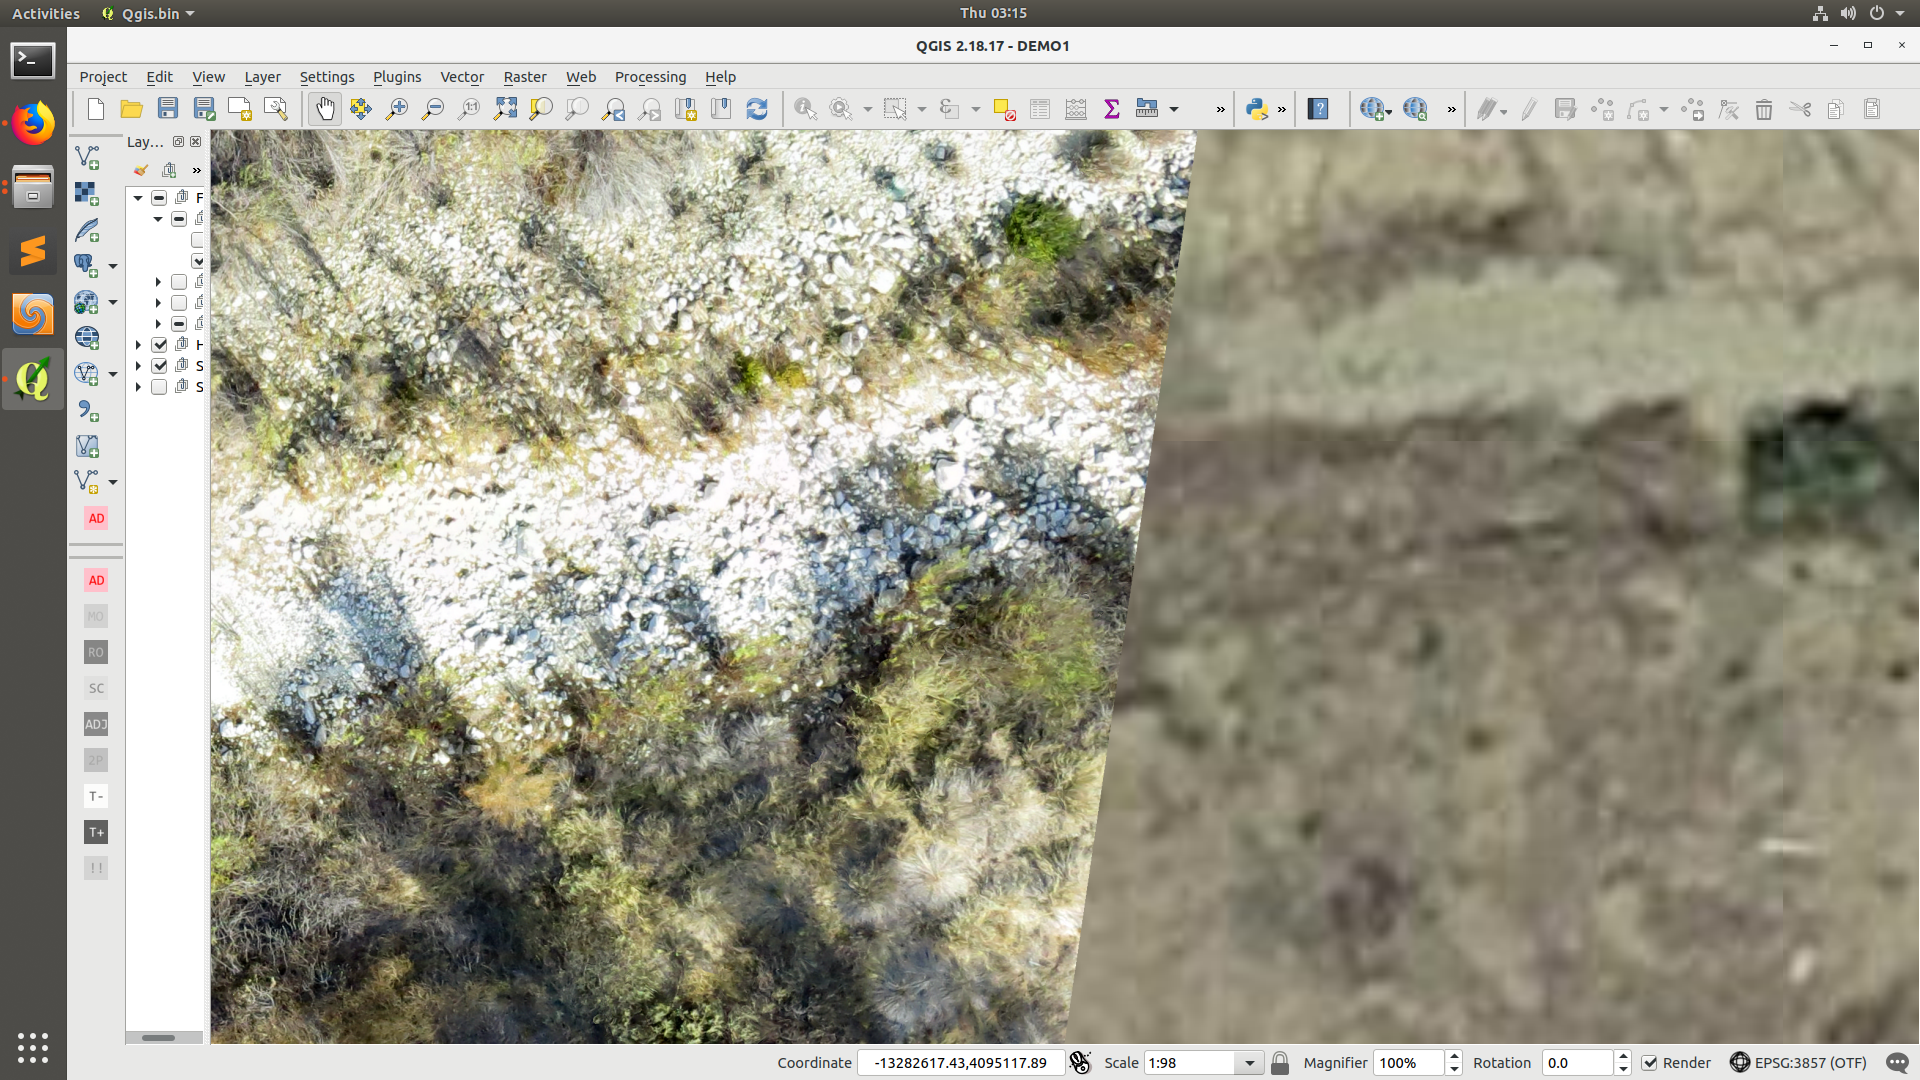 Activities Qgis.bin Thu 03:15
QGIS 2.18.17 - DEMO1
Project Edit View Layer Settings Plugins Vector Raster Web Processing Help
Lay...
F
H
S
S
AD
AD
MO
RO
SC
ADJ
2P
T-
T+
!!
Coordinate -13282617.43,4095117.89 Scale 1:98 Magnifier 100% Rotation 0.0 Render EPSG:3857 (OTF)